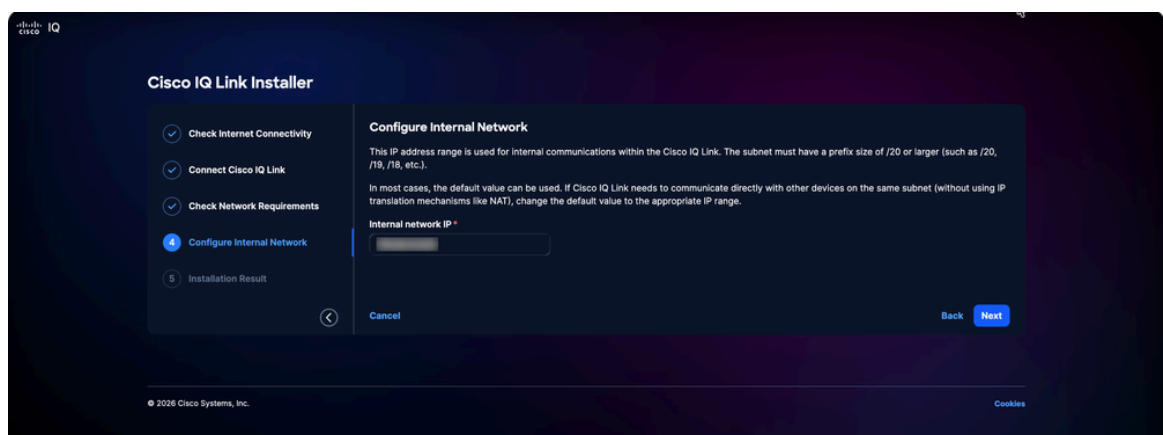 CISCO IQ
Cisco IQ Link Installer
Check Internet Connectivity
Connect Cisco IQ Link
Check Network Requirements
4 Configure Internal Network
5 Installation Result
Configure Internal Network
This IP address range is used for internal communications within the Cisco IQ Link. The subnet must have a prefix size of /20 or larger (such as /20,
/19, /18, etc.).
In most cases, the default value can be used. If Cisco IQ Link needs to communicate directly with other devices on the same subnet (without using IP
translation mechanisms like NAT), change the default value to the appropriate IP range.
Internal network IP *
Cancel
Back Next
© 2026 Cisco Systems, Inc.
Cookies